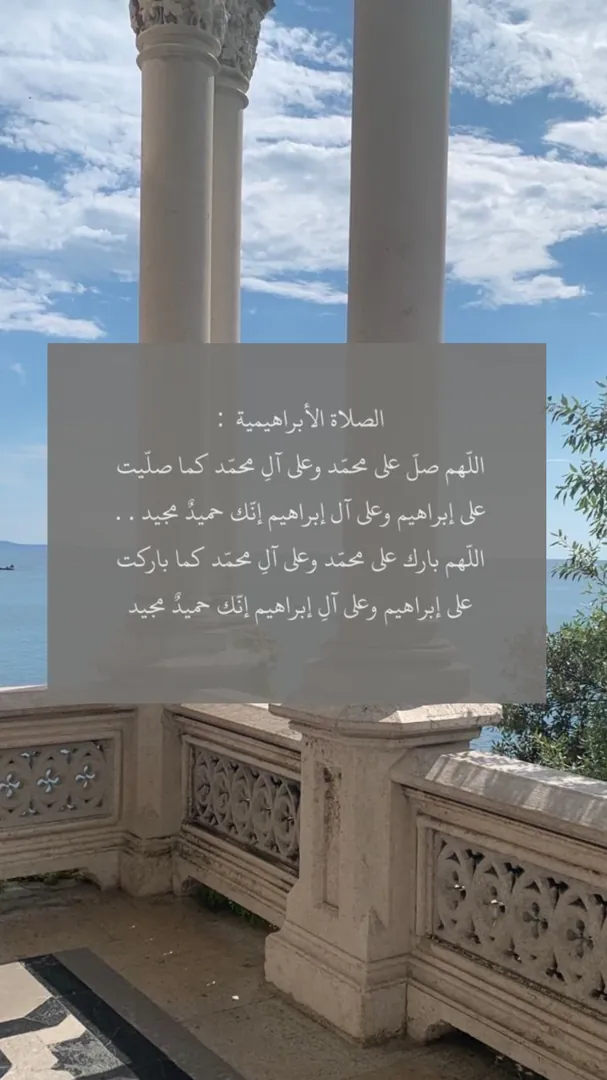 الصلاة الأبراهيمية :
اللّهم صلّ على محمّد وعلى آلِ محمّد كما صلّيت
على إبراهيم وعلى آل إبراهيم إنّك حميدٌ مجيد . .
اللّهم بارك على محمّد وعلى آلِ محمّد كما باركت
على إبراهيم وعلى آلِ إبراهيم إنّك حميدٌ مجيد